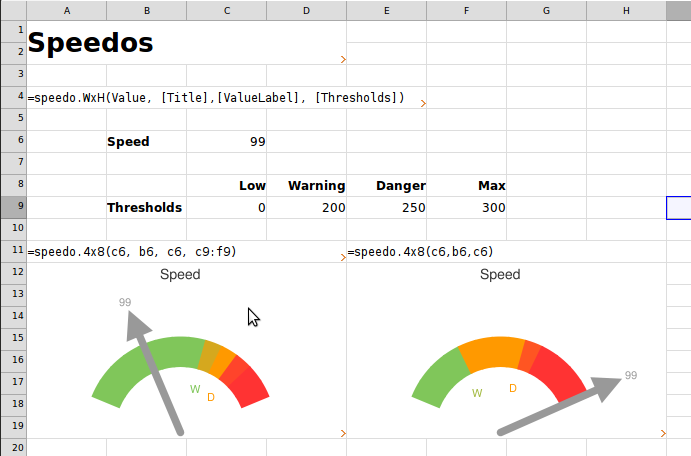 A B C D E F G H
1
Speedos
2
3
4 =speedo.WxH(Value, [Title],[ValueLabel], [Thresholds])
5
6 Speed 99
7
8 Low Warning Danger Max
9 Thresholds 0 200 250 300
10
11 =speedo.4x8(c6, b6, c6, c9:f9) =speedo.4x8(c6,b6,c6)
12 Speed Speed
13 99
14
15
16
17 99
W D W D
18
19
20